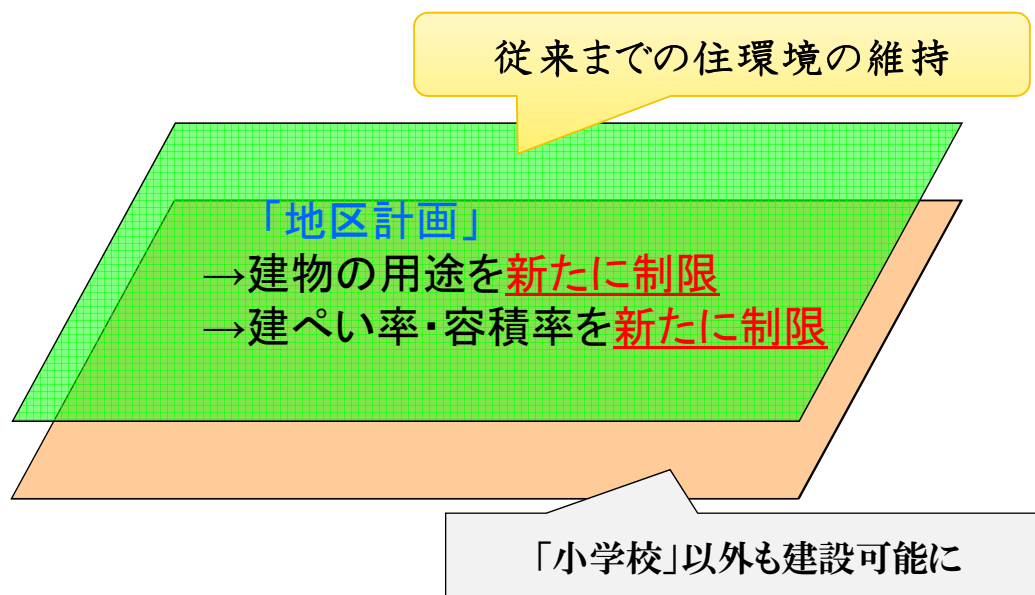 従来までの住環境の維持
「地区計画」
→建物の用途を新たに制限
→建ぺい率・容積率を新たに制限
「小学校」以外も建設可能に